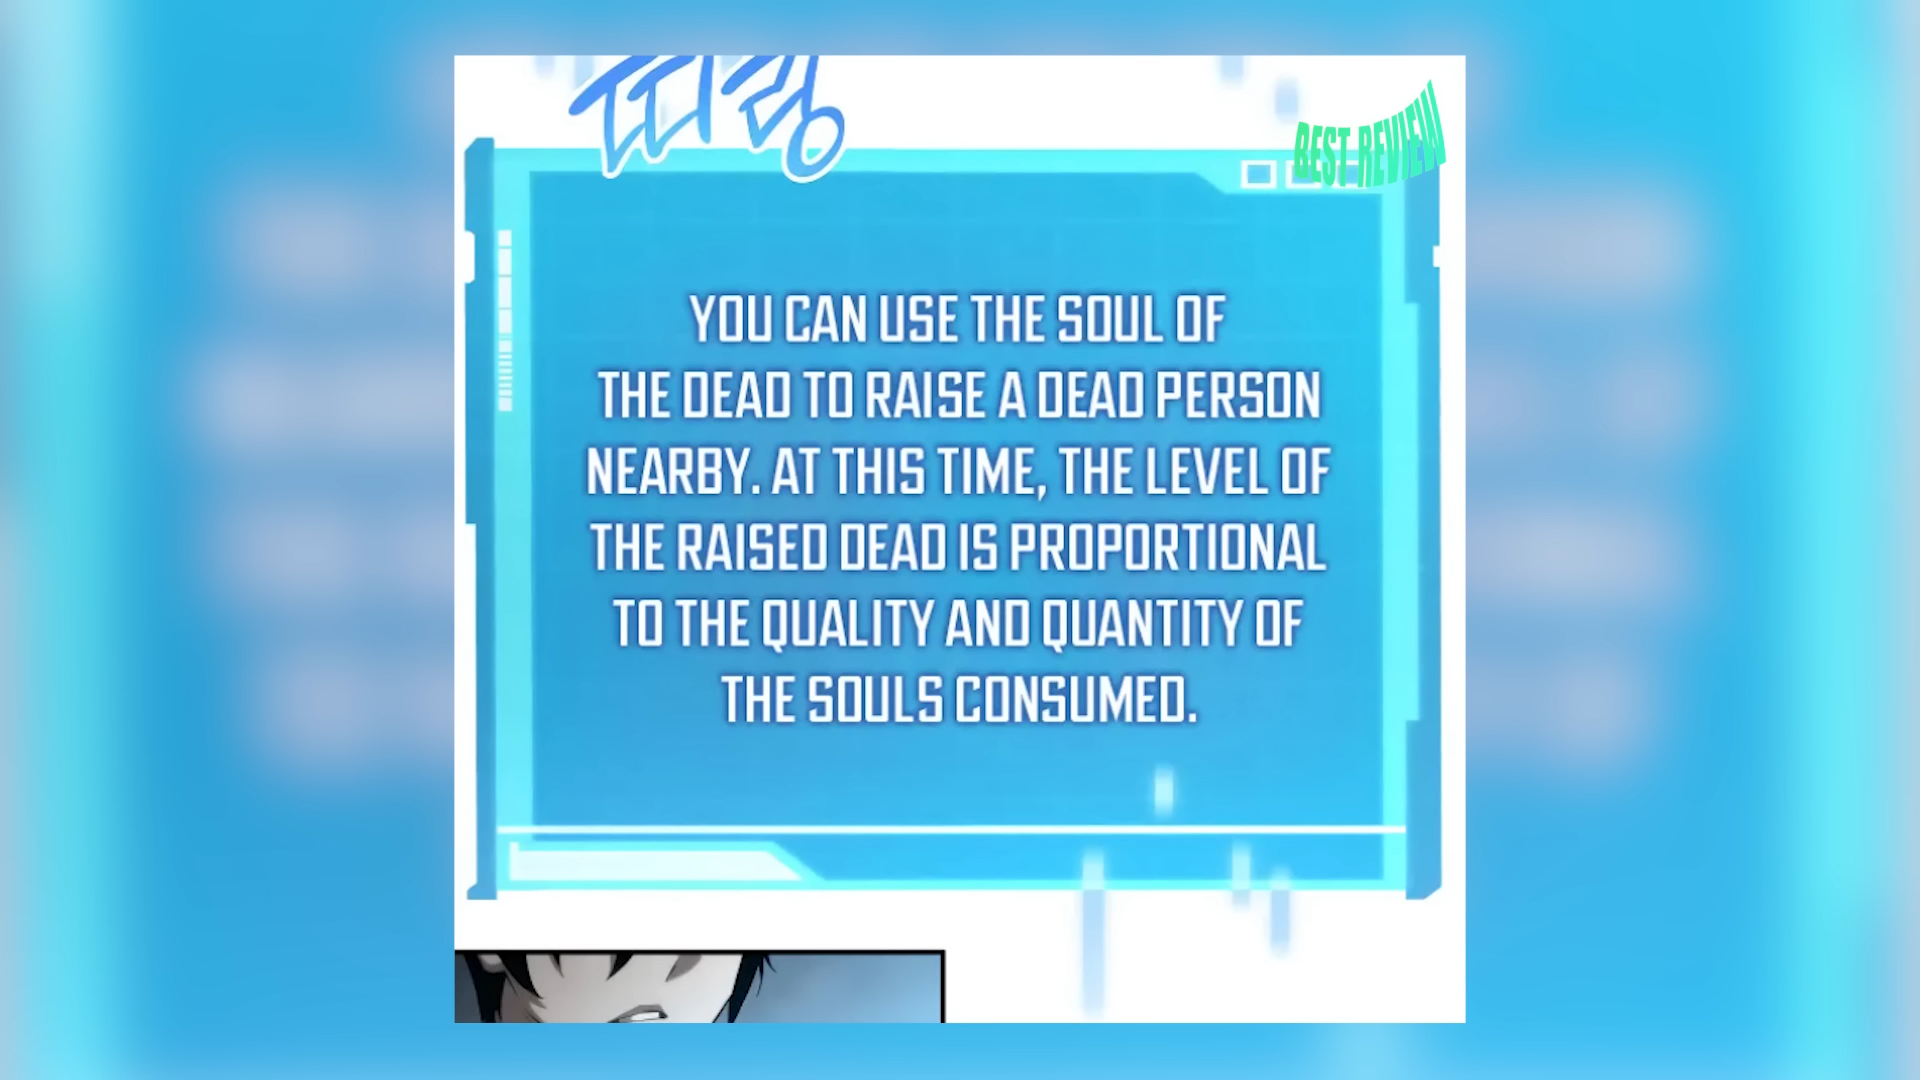 띠링
BEST REVIEW
YOU CAN USE THE SOUL OF
THE DEAD TO RAISE A DEAD PERSON
NEARBY. AT THIS TIME, THE LEVEL OF
THE RAISED DEAD IS PROPORTIONAL
TO THE QUALITY AND QUANTITY OF
THE SOULS CONSUMED.